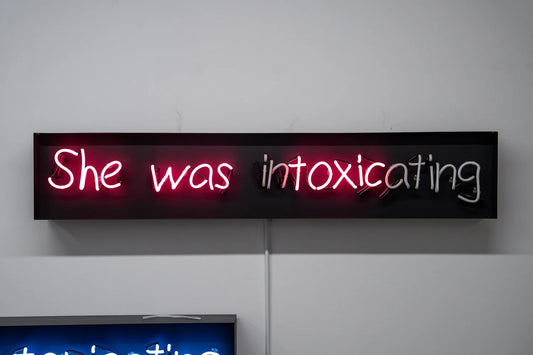 She was intoxicating